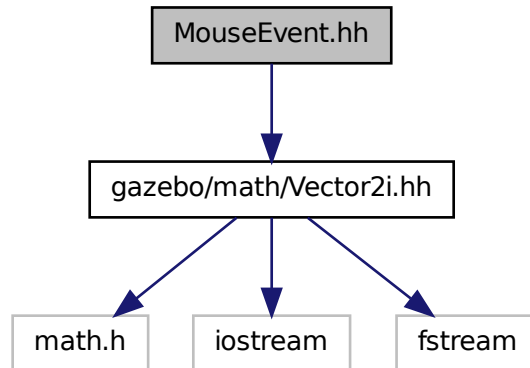 MouseEvent.hh
gazebo/math/Vector2i.hh
math.h
iostream
fstream